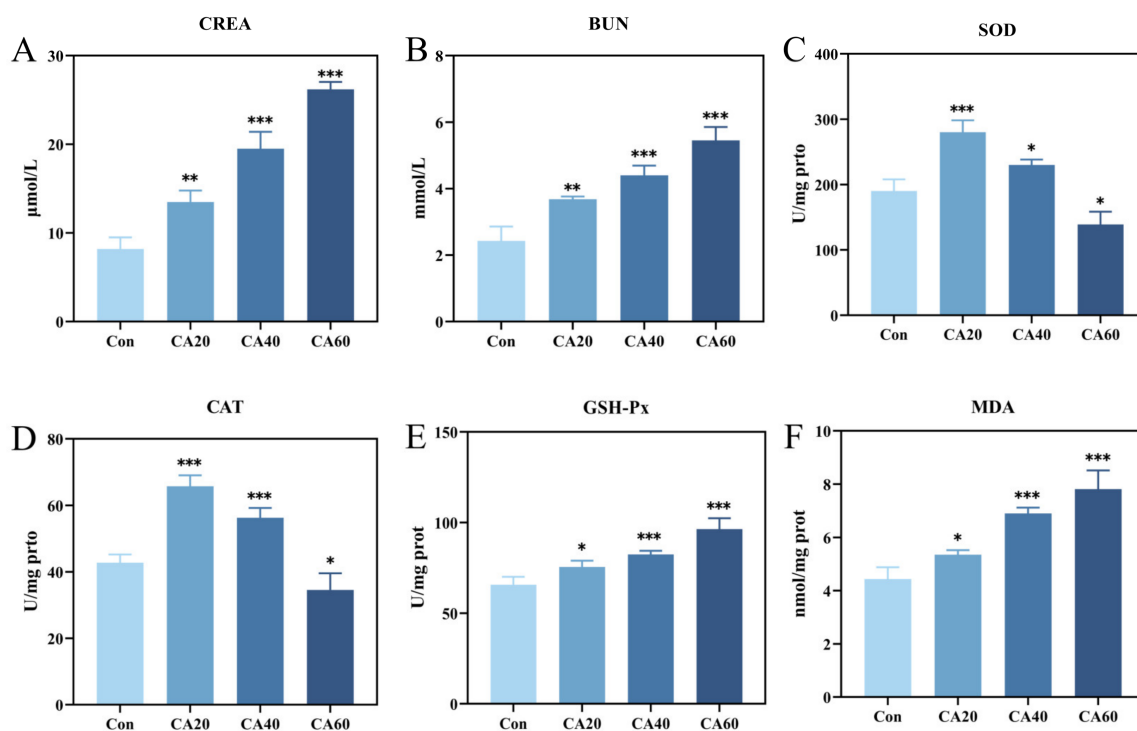 A
CREA
30
20
10
0
µmol/L
**
***
***
Con CA20 CA40 CA60
B
BUN
8
6
4
2
0
mmol/L
**
***
***
Con CA20 CA40 CA60
C
SOD
400
300
200
100
0
U/mg prto
***
*
*
Con CA20 CA40 CA60
D
CAT
80
60
40
20
0
U/mg prto
***
***
*
Con CA20 CA40 CA60
E
GSH-Px
150
100
50
0
U/mg prot
*
***
***
Con CA20 CA40 CA60
F
MDA
10
8
6
4
2
0
nmol/mg prot
*
***
***
Con CA20 CA40 CA60